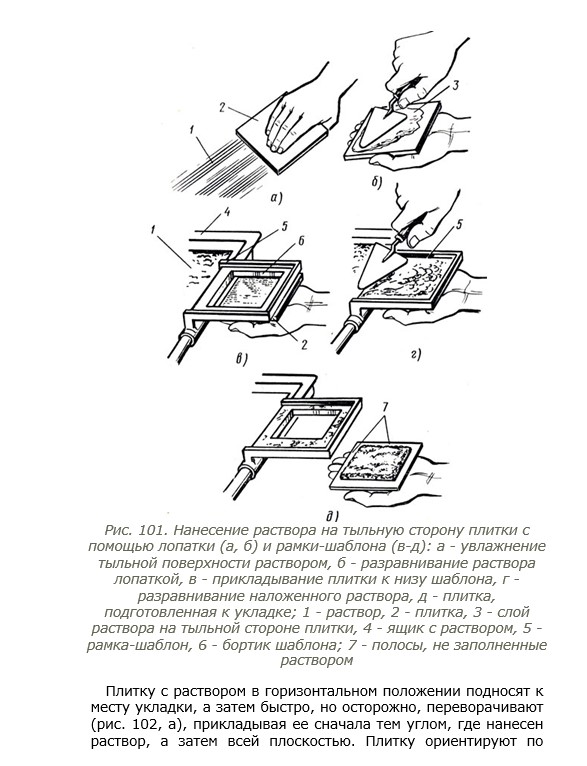 2
3
1
а)
б)
4
5
5
1
6
в)
2
г)
7
д)
Рис. 101. Нанесение раствора на тыльную сторону плитки с
помощью лопатки (а, б) и рамки-шаблона (в-д): а - увлажнение
тыльной поверхности раствором, б - разравнивание раствора
лопаткой, в - прикладывание плитки к низу шаблона, г -
разравнивание наложенного раствора, д - плитка,
подготовленная к укладке; 1 - раствор, 2 - плитка, 3 - слой
раствора на тыльной стороне плитки, 4 - ящик с раствором, 5 -
рамка-шаблон, 6 - бортик шаблона; 7 - полосы, не заполненные
раствором
Плитку с раствором в горизонтальном положении подносят к
месту укладки, а затем быстро, но осторожно, переворачивают
(рис. 102, а), прикладывая ее сначала тем углом, где нанесен
раствор, а затем всей плоскостью. Плитку ориентируют по